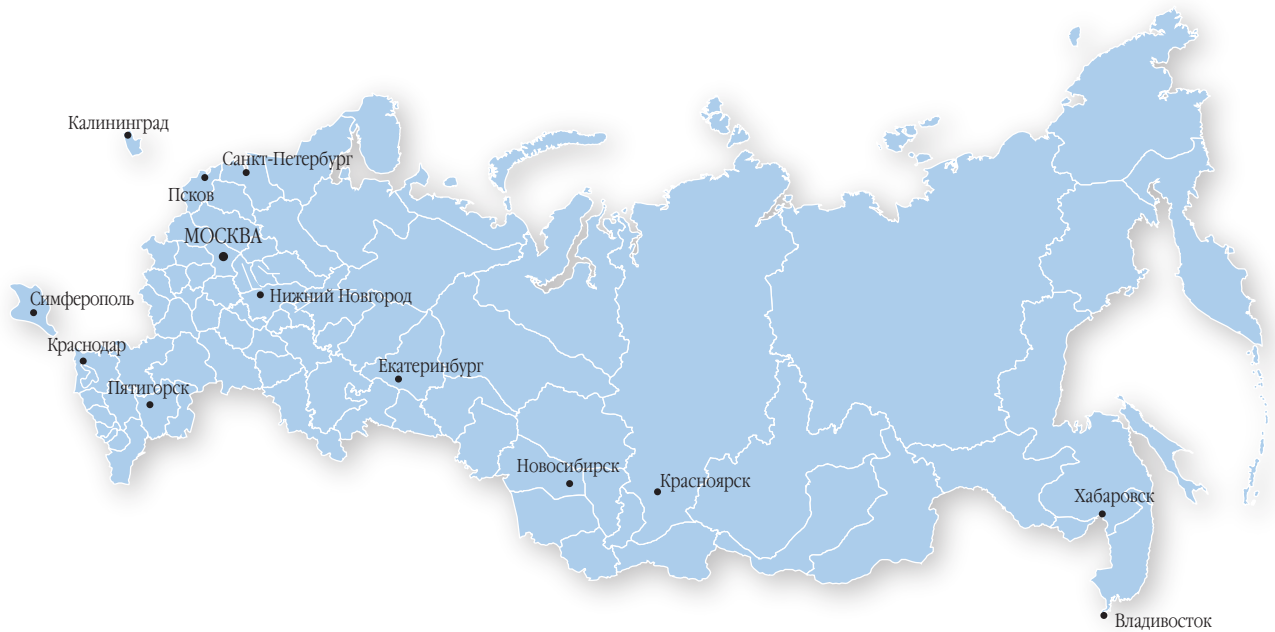 Калининград
Санкт-Петербург
Псков
МОСКВА
Нижний Новгород
Симферополь
Краснодар
Екатеринбург
Пятигорск
Новосибирск
Красноярск
Хабаровск
Владивосток